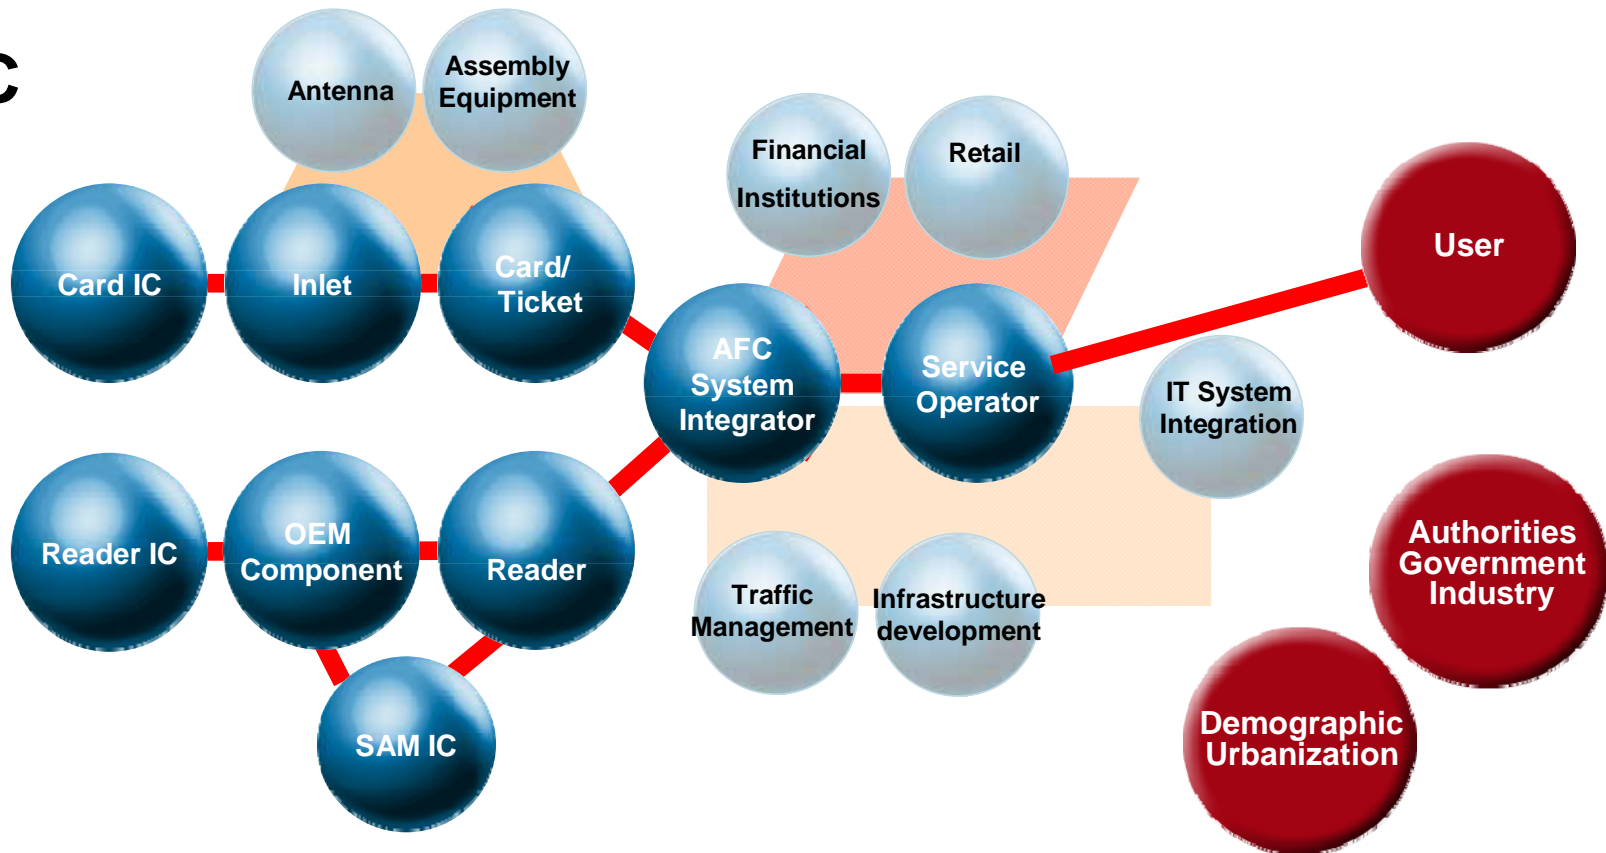 C
Antenna
Assembly
Equipment
Financial
Institutions
Retail
User
Card IC
Inlet
Card/
Ticket
AFC
System
Integrator
Service
Operator
IT System
Integration
Reader IC
OEM
Component
Reader
Authorities
Government
Industry
Traffic
Management
Infrastructure
development
SAM IC
Demographic
Urbanization